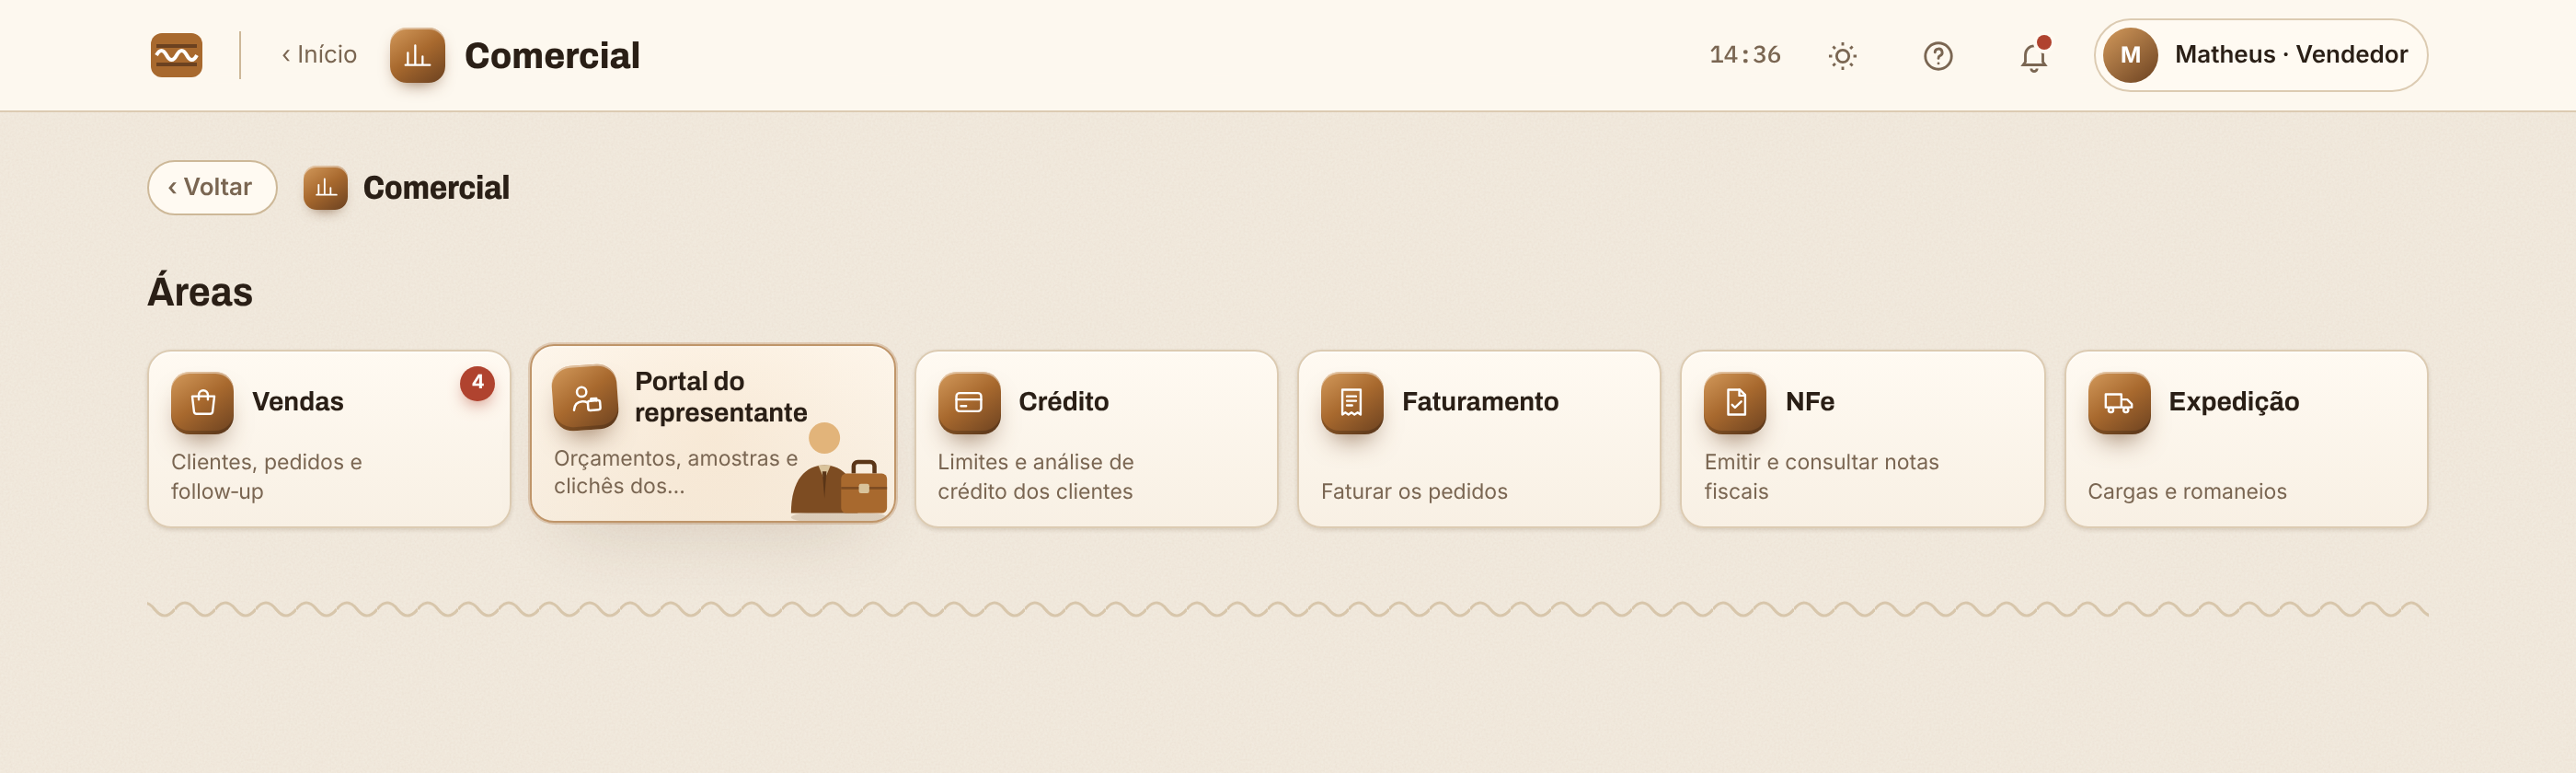 ‹ Início
Comercial
14:36
M
Matheus · Vendedor
‹ Voltar
Comercial
Áreas
Vendas
4
Clientes, pedidos e
follow-up
Portal do
representante
Orçamentos, amostras e
clichês dos...
Crédito
Limites e análise de
crédito dos clientes
Faturamento
Faturar os pedidos
NFe
Emitir e consultar notas
fiscais
Expedição
Cargas e romaneios